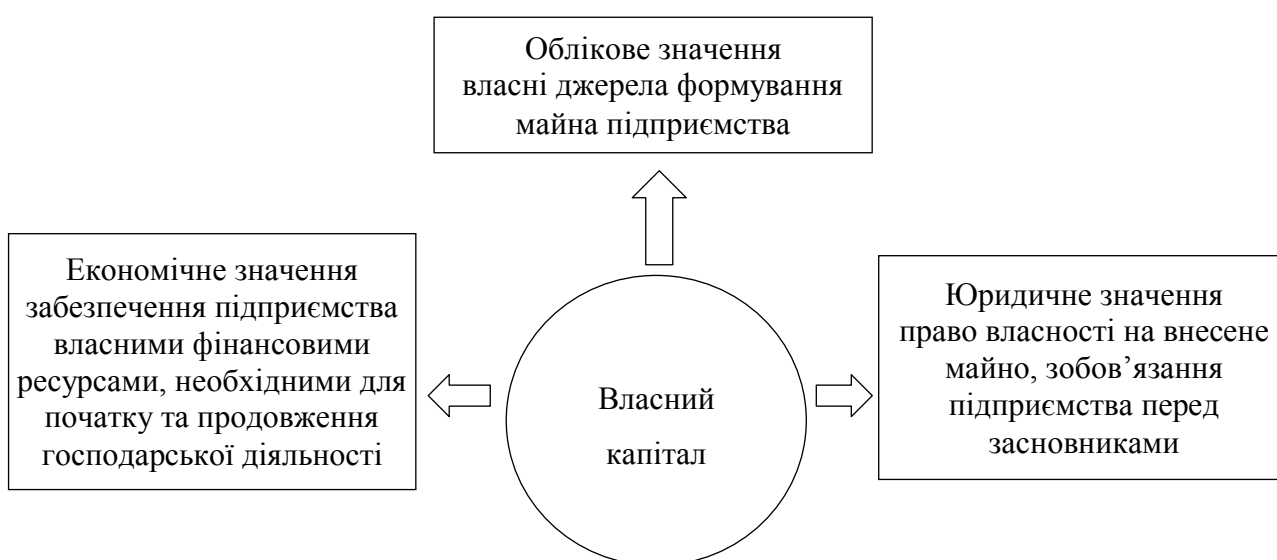 Облікове значення
власні джерела формування
майна підприємства
Економічне значення
забезпечення підприємства
власними фінансовими
ресурсами, необхідними для
початку та продовження
господарської діяльності
Власний
капітал
Юридичне значення
право власності на внесене
майно, зобов’язання
підприємства перед
засновниками